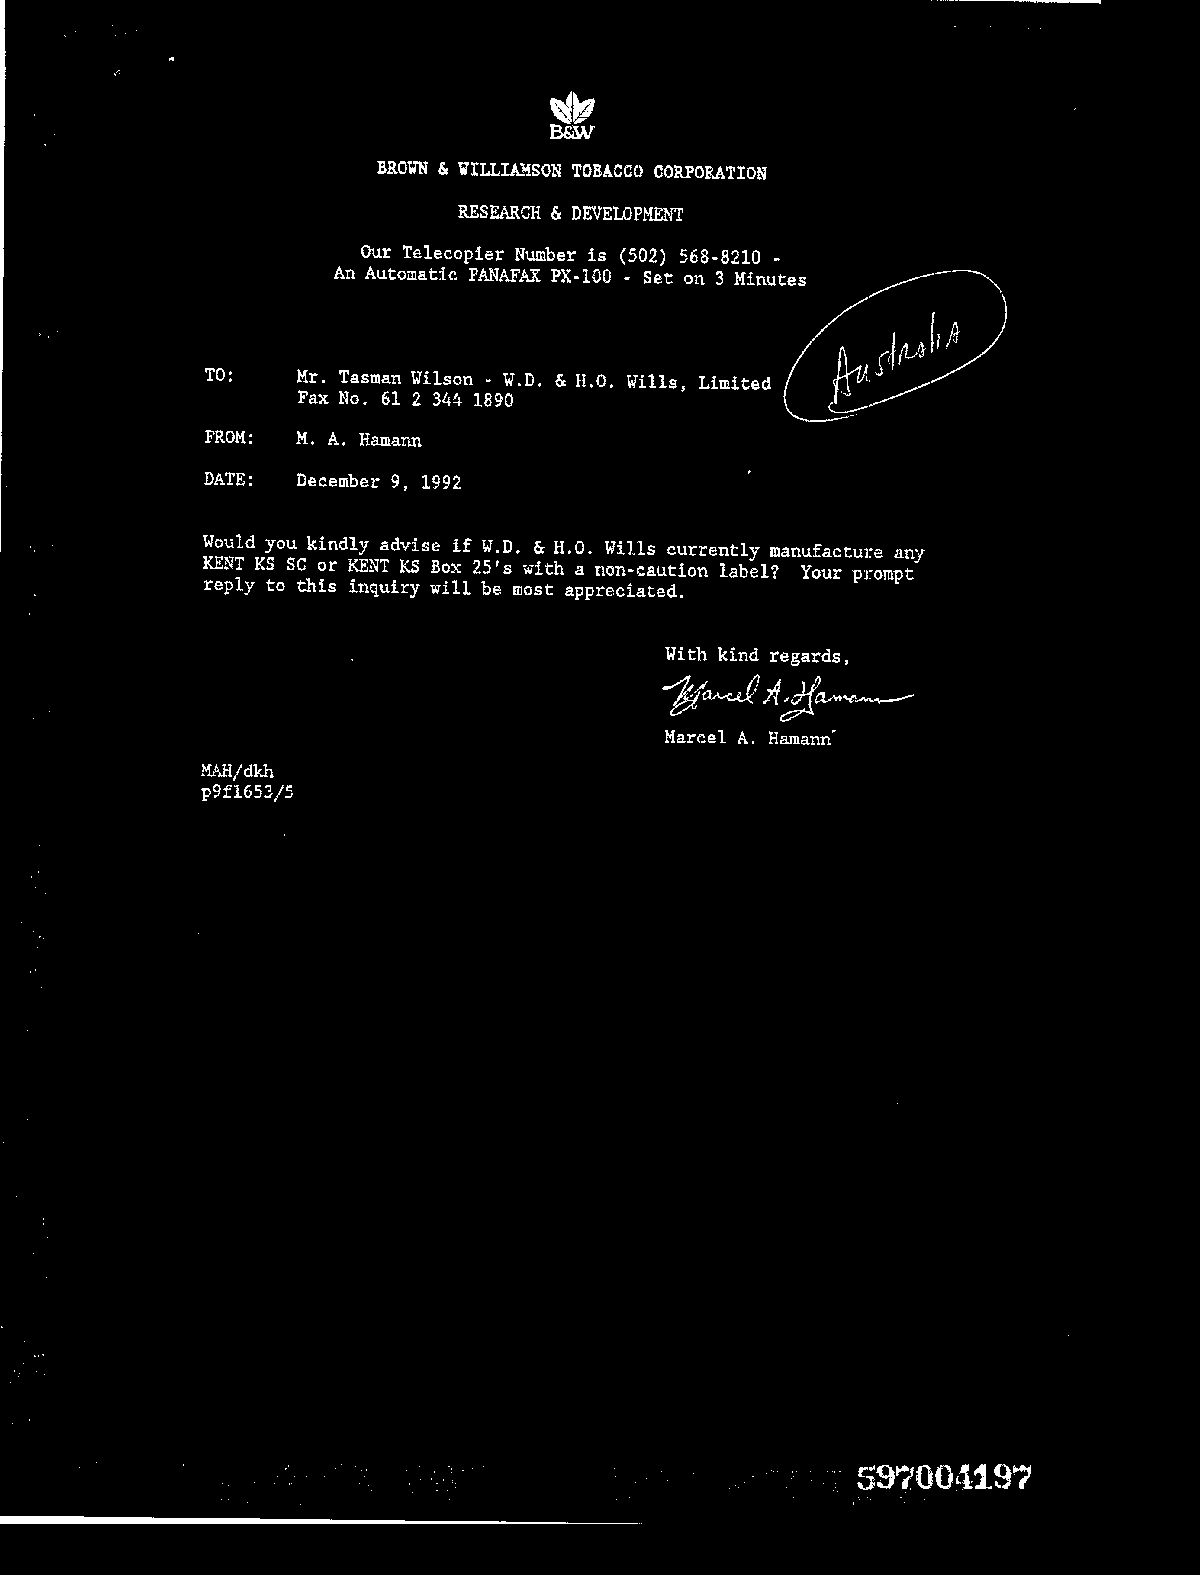 B&W
BROWN & WILLIAMSON TOBACCO CORPORATION
RESEARCH & DEVELOPMENT
Our Telecopier Number is (502) 568-8210 -
An Automatic PANAFAX PX-100 - Set on 3 Minutes
Australia
TO: Mr. Tasman Wilson - W.D. & H.O. Wills, Limited
Fax No. 61 2 344 1890
FROM: M. A. Hamann
DATE: December 9, 1992
Would you kindly advise if W.D. & H.O. Wills currently manufacture any
KENT KS SC or KENT KS Box 25's with a non-caution label? Your prompt
reply to this inquiry will be most appreciated.
With kind regards,
Marcel A. Hamann
Marcel A. Hamann
MAH/dkh
p9f1653/5
597004197